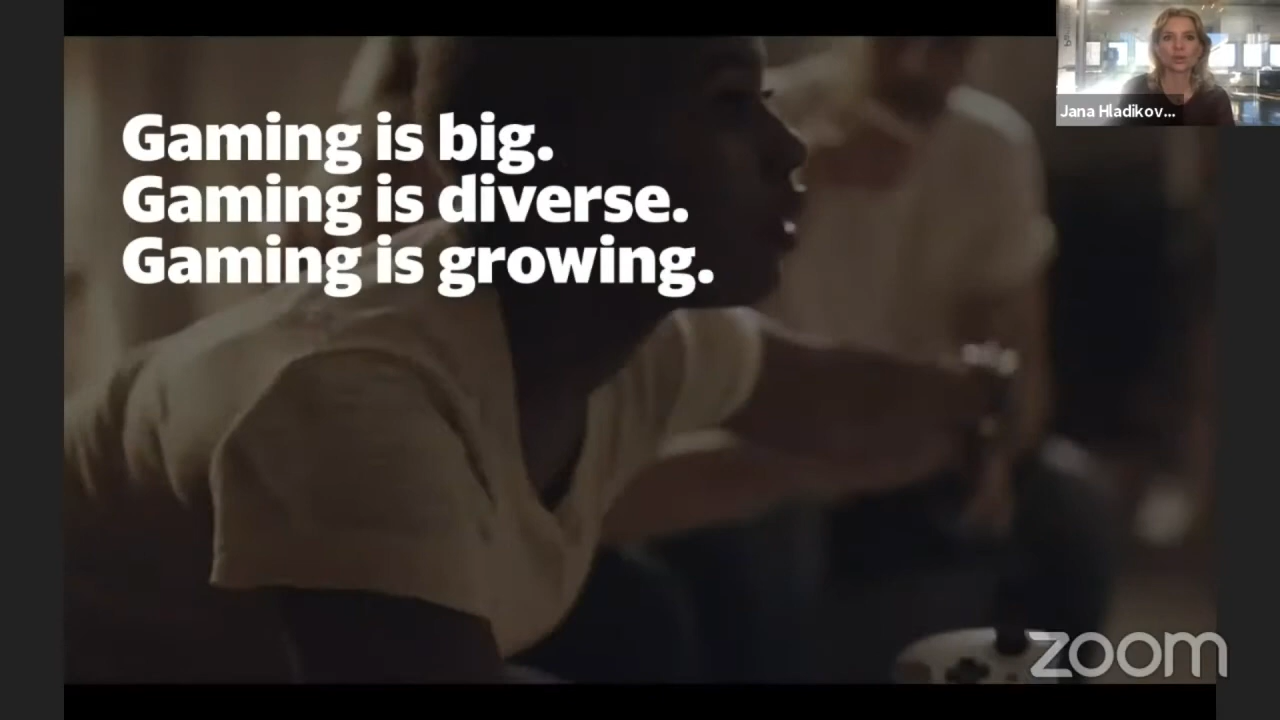 Gaming is big.
Gaming is diverse.
Gaming is growing.
Jana Hladikov...
zoom